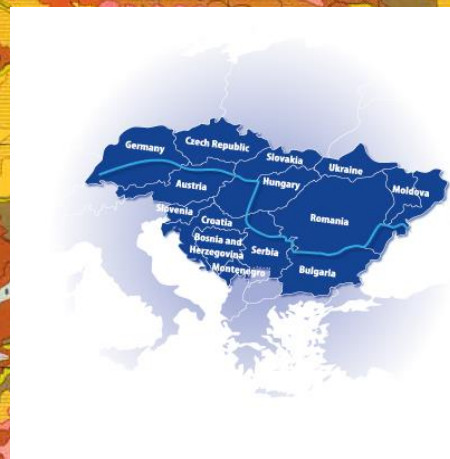 Germany
Czech Republic
Slovakia
Ukraine
Moldova
Austria
Hungary
Slovenia
Croatia
Romania
Bosnia and
Herzegovina
Serbia
Montenegro
Bulgaria